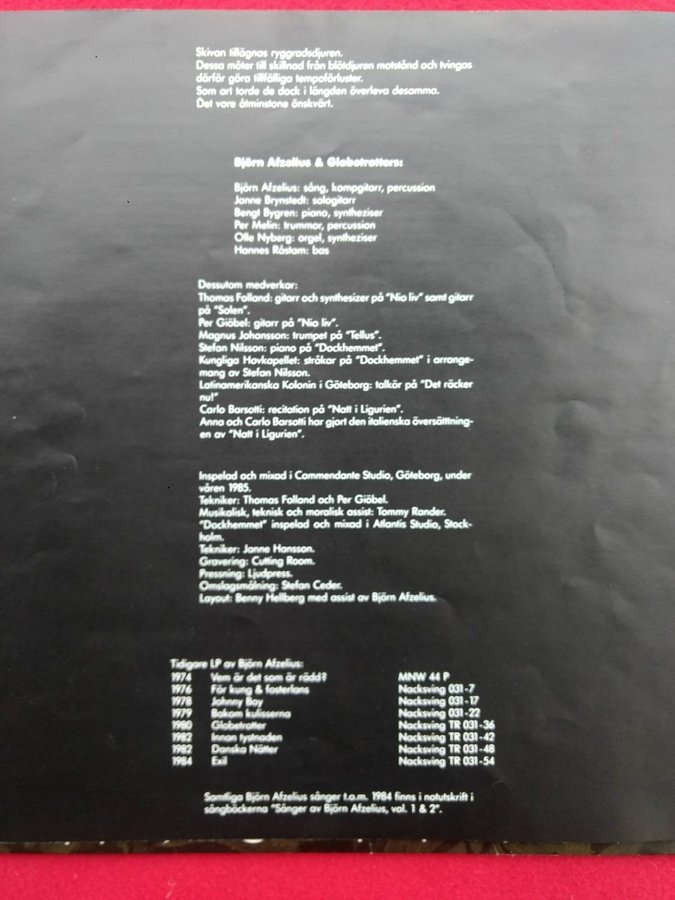 Skivan tillägnas ryggradsdjuren.
Dessa möter till skillnad från blötdjuren motstånd och tvingas
därför göra tillfälliga tempoförluster.
Som art torde de dock i längden överleva desamma.
Det vore åtminstone önskvärt.
Björn Afzelius & Globetrotters:
Björn Afzelius: sång, kompgitarr, percussion
Janne Brynstedt: sologitarr
Bengt Bygren: piano, syntheziser
Per Melin: trummor, percussion
Olle Nyberg: orgel, syntheziser
Hannes Råstam: bas
Dessutom medverkar:
Thomas Folland: gitarr och synthesizer på "Nio liv" samt gitarr
på "Solen".
Per Giöbel: gitarr på "Nio liv".
Magnus Johansson: trumpet på "Tellus".
Stefan Nilsson: piano på "Dockhemmet".
Kungliga Hovkapellet: stråkar på "Dockhemmet" i arrange-
mang av Stefan Nilsson.
Latinamerikanska Kolonin i Göteborg: talkör på "Det räcker
nu!"
Carlo Barsotti: recitation på "Natt i Ligurien".
Anna och Carlo Barsotti har gjort den italienska översätttning-
en av "Natt i Ligurien".
Inspelad och mixad i Commendante Studio, Göteborg, under
våren 1985.
Tekniker: Thomas Folland och Per Giöbel.
Musikalisk, teknisk och moralisk assist: Tommy Rander.
"Dockhemmet" inspelad och mixad i Atlantis Studio, Stock-
holm.
Tekniker: Janne Hansson.
Gravering: Cutting Room.
Pressning: Ljudpress.
Omslagsmålning: Stefan Ceder.
Layout: Benny Hellberg med assist av Björn Afzelius.
Tidigare LP av Björn Afzelius:
1974 Vem är det som är rädd? MNW 44 P
1976 För kung & fosterlans Nacksving 031-7
1978 Johnny Boy Nacksving 031-17
1979 Bakom kulisserna Nacksving 031-22
1980 Globetrotter Nacksving TR 031-36
1982 Innan tystnaden Nacksving TR 031-42
1982 Danska Nätter Nacksving TR 031-48
1984 Exil Nacksving TR 031-54
Samtliga Björn Afzelius sånger t.o.m. 1984 finns i notutskrift i
sångböckerna "Sånger av Björn Afzelius, vol. 1 & 2".